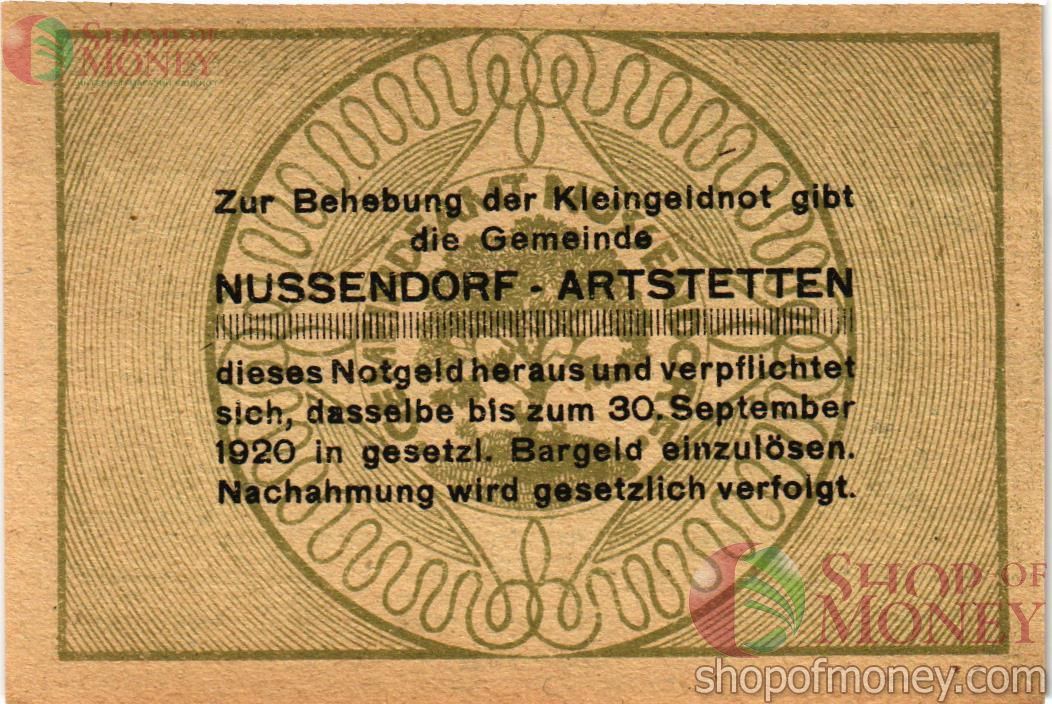 SHOP OF
MONEY
Zur Behebung der Kleingeldnot gibt
die Gemeinde
NUSSENDORF - ARTSTETTEN
dieses Notgeld heraus und verpflichtet
sich, dasselbe bis zum 30. September
1920 in gesetzl. Bargeld einzulösen.
Nachahmung wird gesetzlich verfolgt.
SHOP OF
MONEY
shopofmoney.com